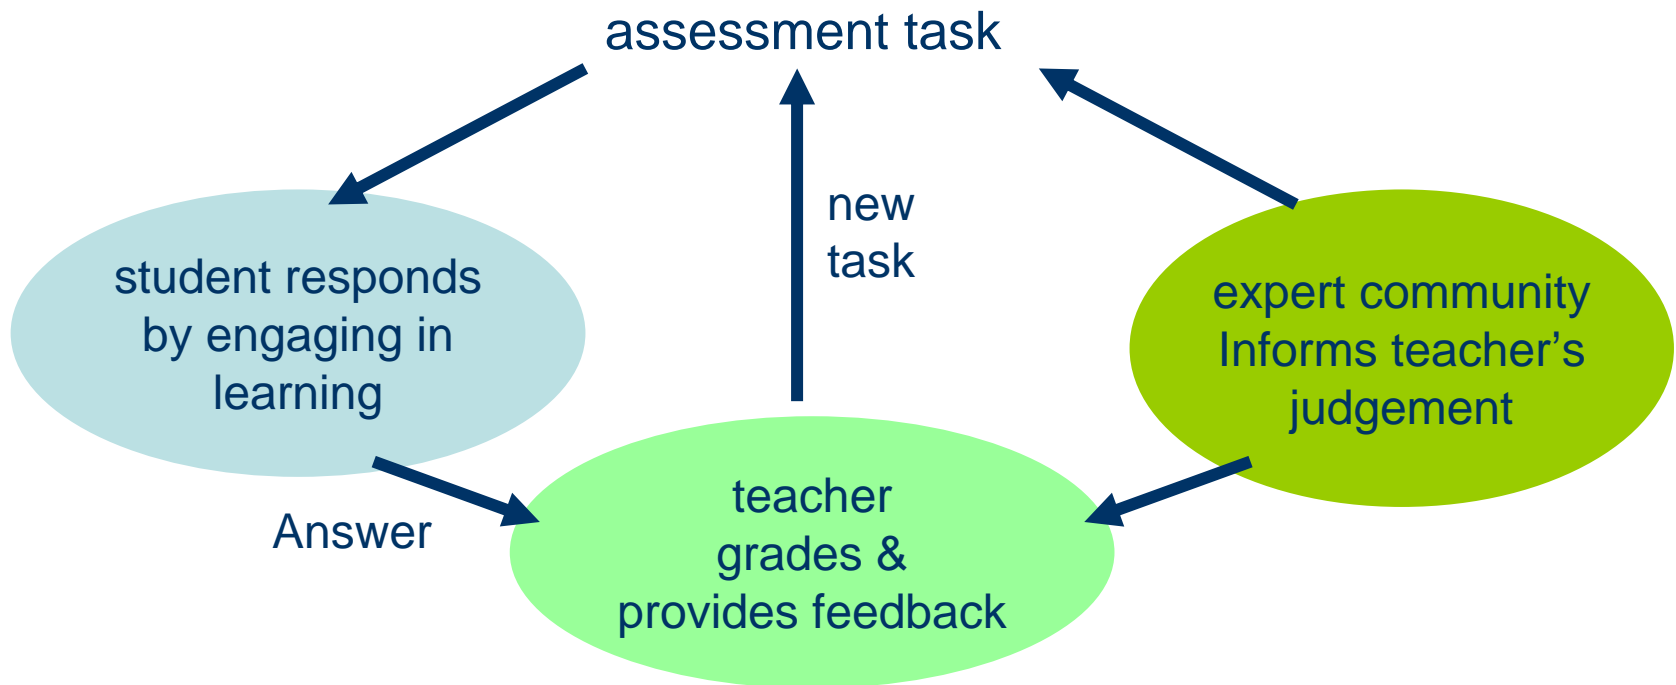 assessment task
new
task
student responds
by engaging in
learning
expert community
Informs teacher’s
judgement
Answer
teacher
grades &
provides feedback